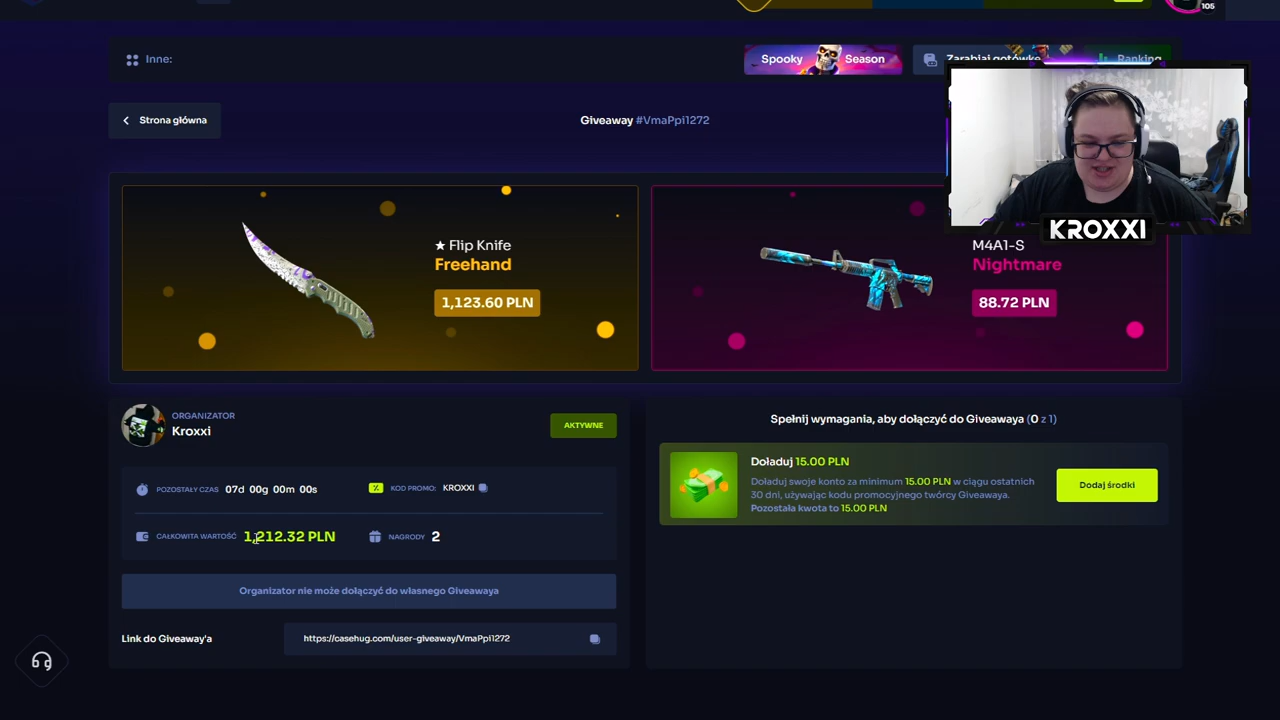 105
Inne:
Spooky Season
Zarabiaj gotówkę
Ranking
Strona główna
Giveaway #VmaPpi1272
★ Flip Knife
Freehand
1,123.60 PLN
M4A1-S
Nightmare
88.72 PLN
KROXXI
ORGANIZATOR
Kroxxi
AKTYWNE
POZOSTAŁY CZAS 07d 00g 00m 00s
KOD PROMO: KROXXI
CAŁKOWITA WARTOŚĆ 1,212.32 PLN
NAGRODY 2
Organizator nie może dołączyć do własnego Giveawaya
Link do Giveaway'a
https://casehug.com/user-giveaway/VmaPpi1272
Spełnij wymagania, aby dołączyć do Giveawaya (0 z 1)
Doładuj 15.00 PLN
Doładuj swoje konto za minimum 15.00 PLN w ciągu ostatnich
30 dni, używając kodu promocyjnego twórcy Giveawaya.
Pozostała kwota to 15.00 PLN
Dodaj środki